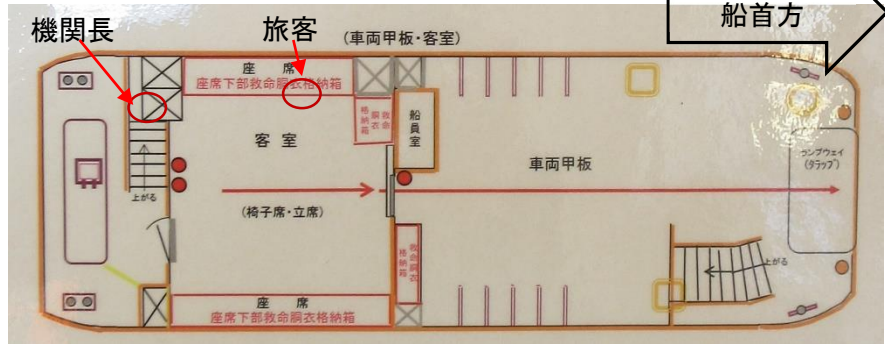 船首方
機関長
旅客
(車両甲板・客室)
座 席
座席下部救命胴衣格納箱
救命
胴衣
格納箱
船員室
客 室
ランプウェイ
(タラップ)
車両甲板
上がる
(椅子席・立席)
救命胴衣
格納箱
上がる
座 席
座席下部救命胴衣格納箱